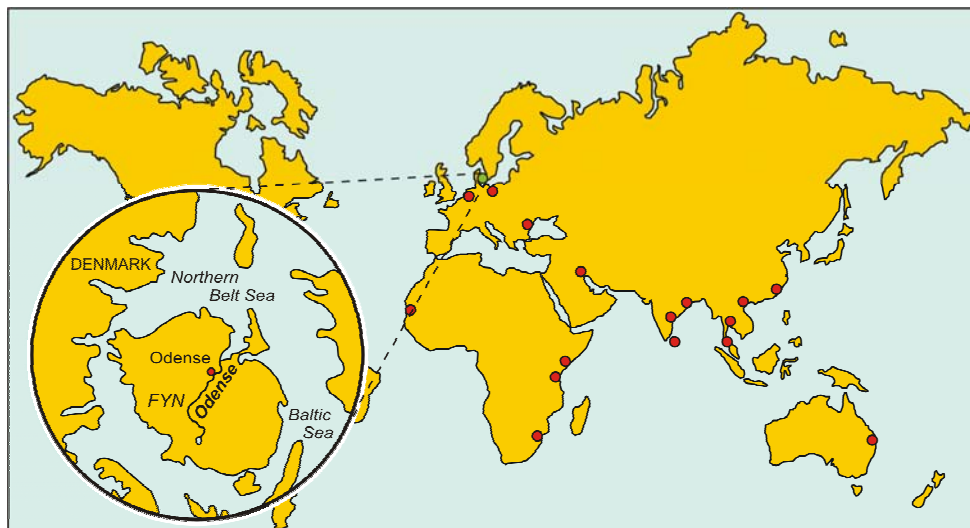 DENMARK
Northern
Belt Sea
Odense
FYN
Odense
Baltic
Sea